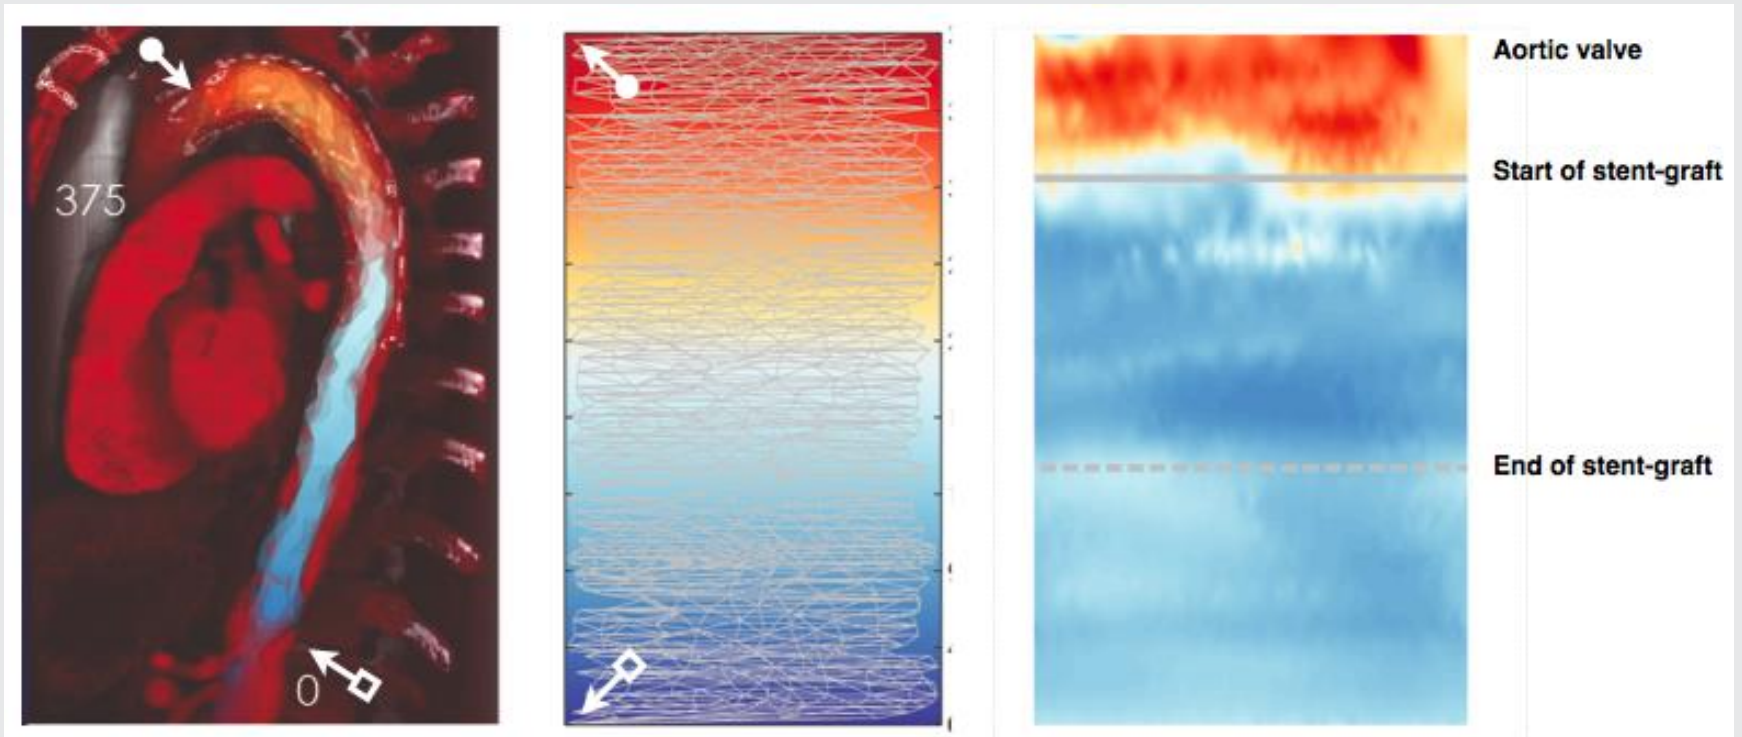 375
0
Aortic valve
Start of stent-graft
End of stent-graft